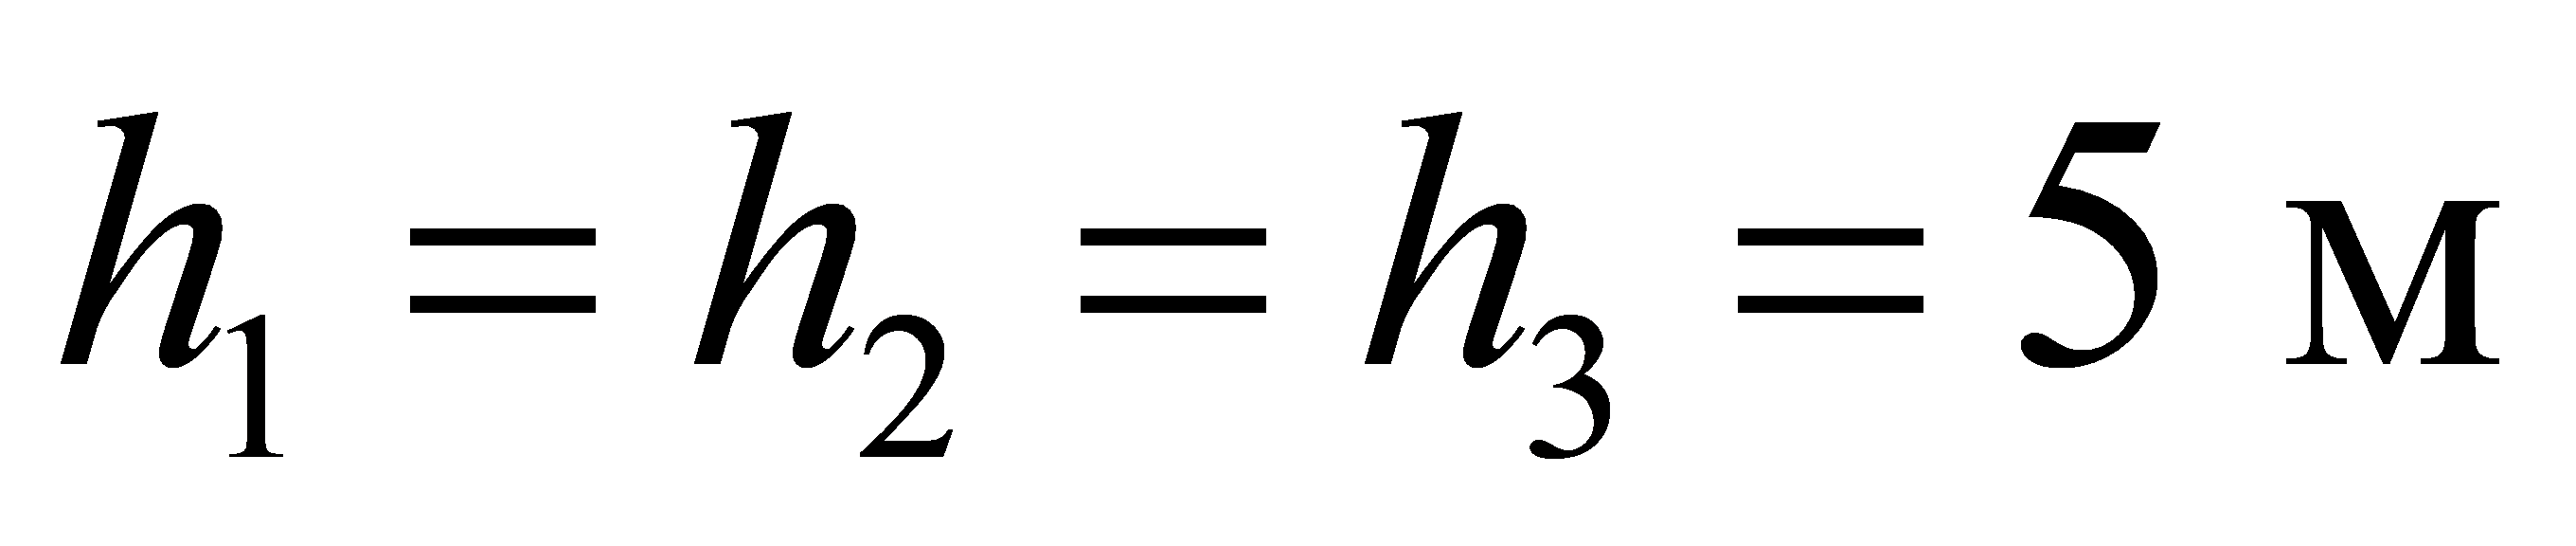 h₁ = h₂ = h₃ = 5 м